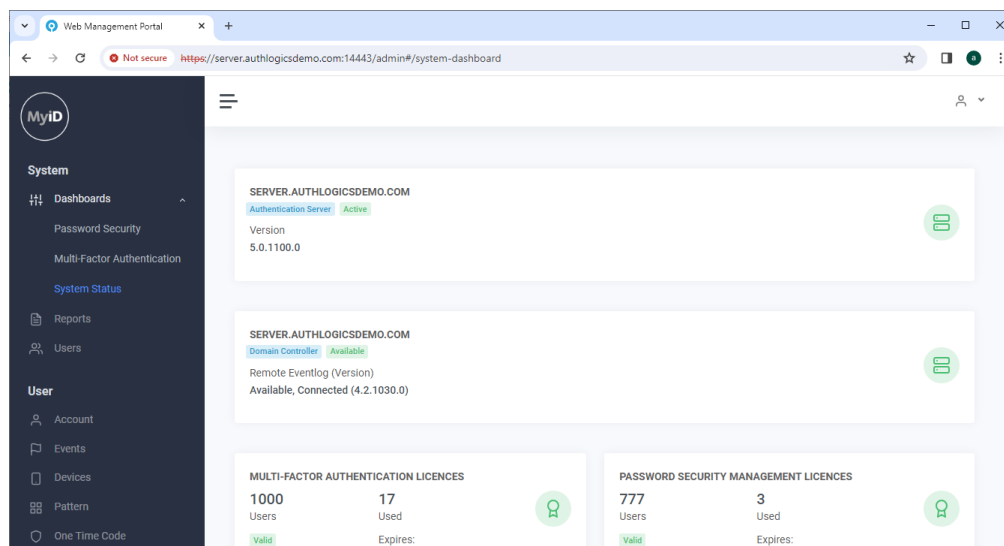 Web Management Portal
Not secure https://server.authlogicsdemo.com:14443/admin#/system-dashboard
a
MyiD
System
Dashboards
Password Security
Multi-Factor Authentication
System Status
Reports
Users
User
Account
Events
Devices
Pattern
One Time Code
SERVER.AUTHLOGICSDEMO.COM
Authentication Server Active
Version
5.0.1100.0
SERVER.AUTHLOGICSDEMO.COM
Domain Controller Available
Remote Eventlog (Version)
Available, Connected (4.2.1030.0)
MULTI-FACTOR AUTHENTICATION LICENCES
1000 17
Users Used
Valid Expires:
PASSWORD SECURITY MANAGEMENT LICENCES
777 3
Users Used
Valid Expires: